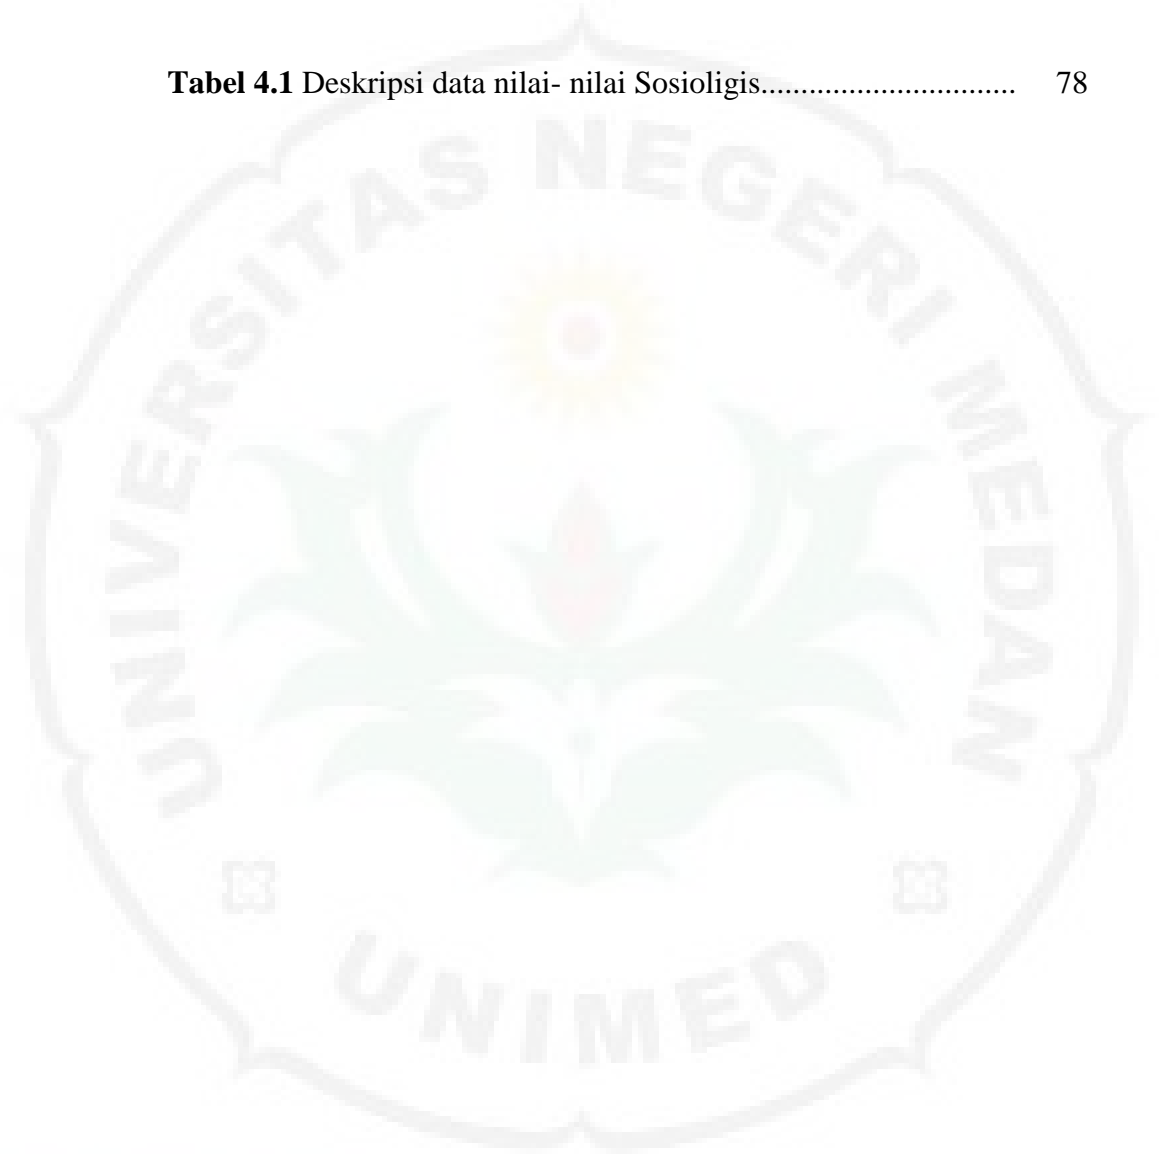 Tabel 4.1 Deskripsi data nilai- nilai Sosioligis................................ 78
UNIVERSITAS NEGERI MEDAN
UNIMED